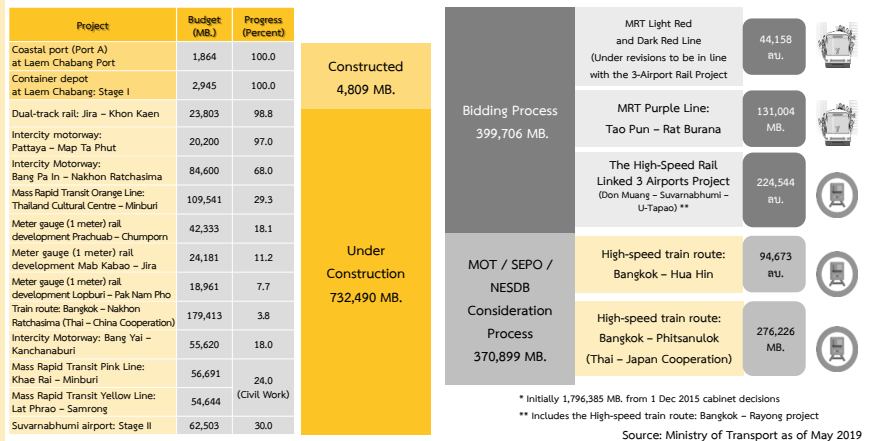 Project
Budget
(MB.)
Progress
(Percent)
Coastal port (Port A)
at Laem Chabang Port
1,864
100.0
Container depot
at Laem Chabang: Stage I
2,945
100.0
Dual-track rail: Jira – Khon Kaen
23,803
98.8
Intercity motorway:
Pattaya – Map Ta Phut
20,200
97.0
Intercity Motorway:
Bang Pa In – Nakhon Ratchasima
84,600
68.0
Mass Rapid Transit Orange Line:
Thailand Cultural Centre – Minburi
109,541
29.3
Meter gauge (1 meter) rail
development Prachuab – Chumporn
42,333
18.1
Meter gauge (1 meter) rail
development Mab Kabao – Jira
24,181
11.2
Meter gauge (1 meter) rail
development Lopburi – Pak Nam Pho
18,961
7.7
Train route: Bangkok – Nakhon
Ratchasima (Thai – China Cooperation)
179,413
3.8
Intercity Motorway: Bang Yai –
Kanchanaburi
55,620
18.0
Mass Rapid Transit Pink Line:
Khae Rai – Minburi
56,691
24.0
(Civil Work)
Mass Rapid Transit Yellow Line:
Lat Phrao – Samrong
54,644
Suvarnabhumi airport: Stage II
62,503
30.0
Constructed
4,809 MB.
Under
Construction
732,490 MB.
Bidding Process
399,706 MB.
MRT Light Red
and Dark Red Line
(Under revisions to be in line
with the 3-Airport Rail Project
44,158
ลบ.
MRT Purple Line:
Tao Pun – Rat Burana
131,004
MB.
The High-Speed Rail
Linked 3 Airports Project
(Don Muang – Suvarnabhumi –
U-Tapao) **
224,544
ลบ.
MOT / SEPO /
NESDB
Consideration
Process
370,899 MB.
High-speed train route:
Bangkok – Hua Hin
94,673
ลบ.
High-speed train route:
Bangkok – Phitsanulok
(Thai – Japan Cooperation)
276,226
MB.
* Initially 1,796,385 MB. from 1 Dec 2015 cabinet decisions
** Includes the High-speed train route: Bangkok – Rayong project
Source: Ministry of Transport as of May 2019